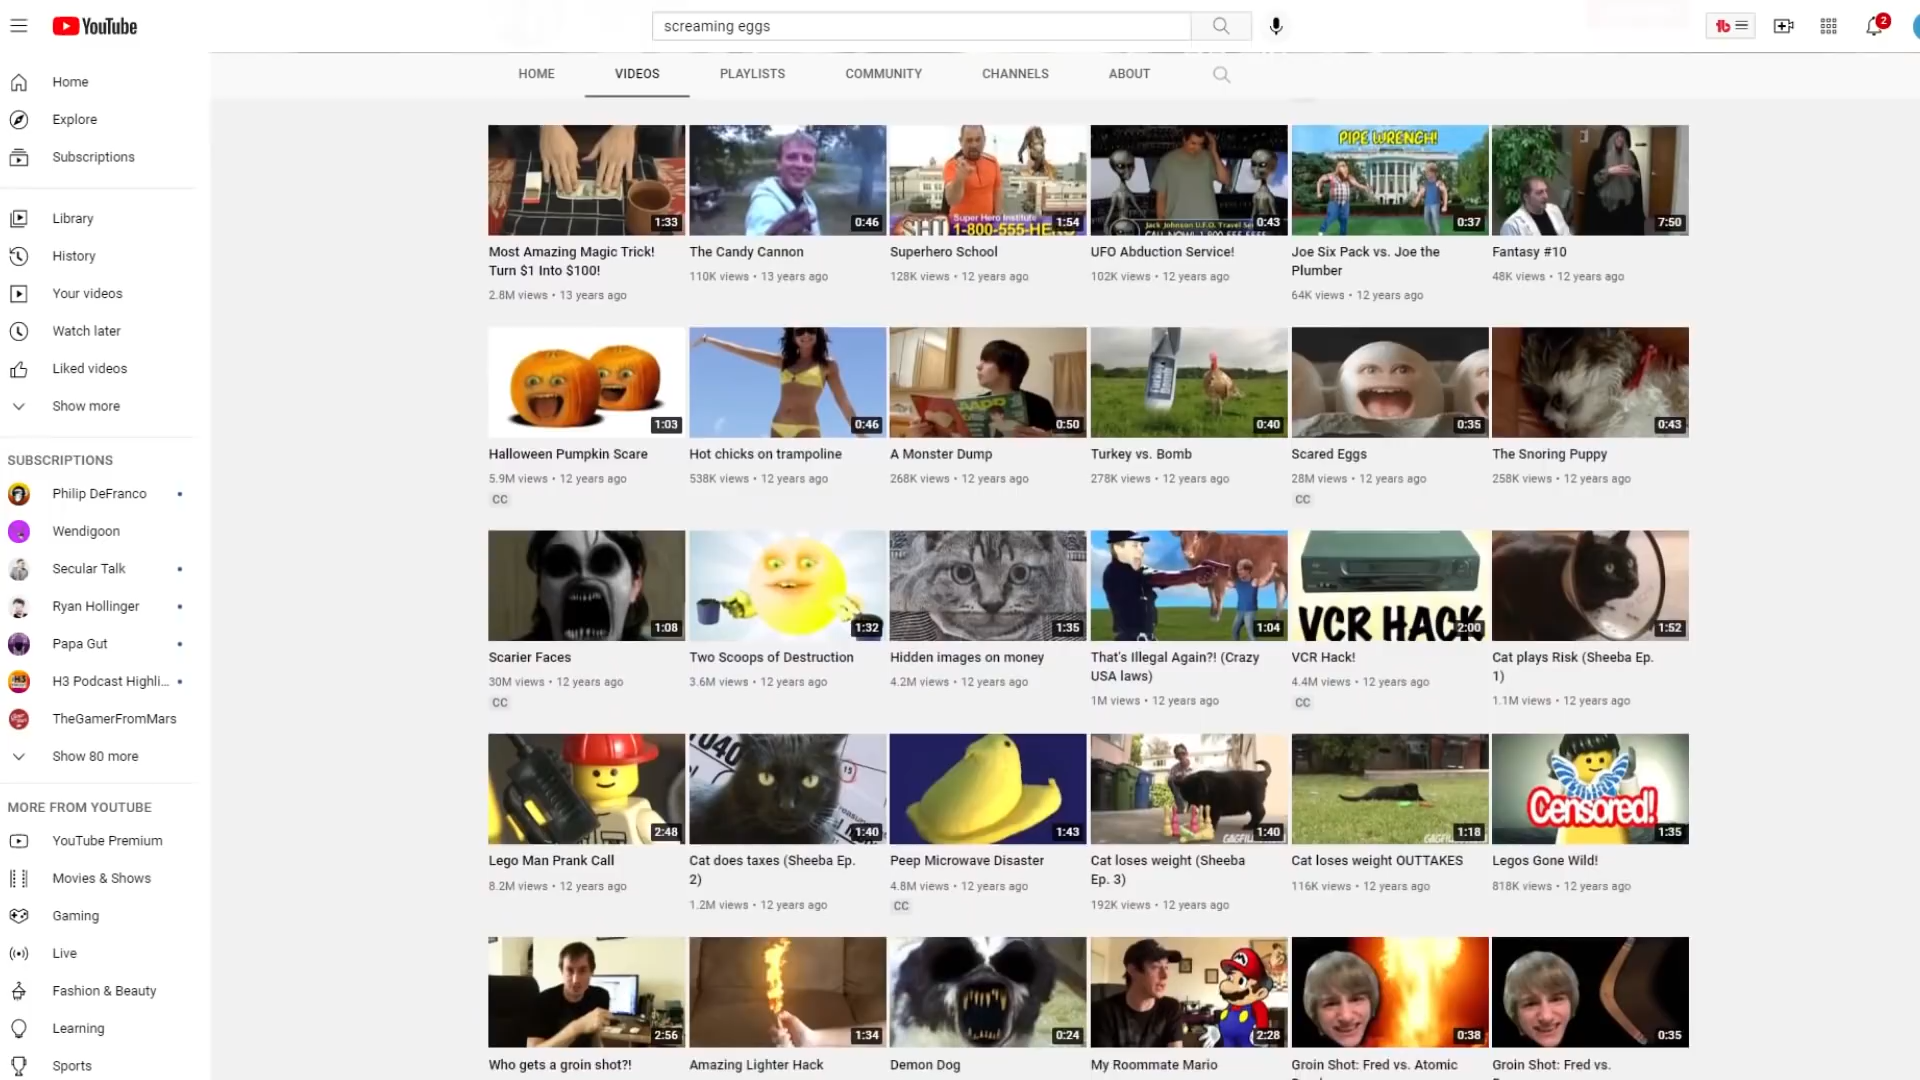 YouTube
screaming eggs
tb
2
HOME
VIDEOS
PLAYLISTS
COMMUNITY
CHANNELS
ABOUT
Home
Explore
Subscriptions
Library
History
Your videos
Watch later
Liked videos
Show more
SUBSCRIPTIONS
Philip DeFranco
Wendigoon
Secular Talk
Ryan Hollinger
Papa Gut
H3 Podcast Highli...
TheGamerFromMars
Show 80 more
MORE FROM YOUTUBE
YouTube Premium
Movies & Shows
Gaming
Live
Fashion & Beauty
Learning
Sports
1:33
Most Amazing Magic Trick!
Turn $1 Into $100!
2.8M views • 13 years ago
0:46
The Candy Cannon
110K views • 13 years ago
Super Hero Institute
SHI
1-800-555-HERO
1:54
Superhero School
128K views • 12 years ago
Jack Johnson U.F.O. Travel
0:43
UFO Abduction Service!
102K views • 12 years ago
PIPE WRENCH!
0:37
Joe Six Pack vs. Joe the
Plumber
64K views • 12 years ago
7:50
Fantasy #10
48K views • 12 years ago
1:03
Halloween Pumpkin Scare
5.9M views • 12 years ago
CC
0:46
Hot chicks on trampoline
538K views • 12 years ago
0:50
A Monster Dump
268K views • 12 years ago
0:40
Turkey vs. Bomb
278K views • 12 years ago
0:35
Scared Eggs
28M views • 12 years ago
CC
0:43
The Snoring Puppy
258K views • 12 years ago
1:08
Scarier Faces
30M views • 12 years ago
CC
1:32
Two Scoops of Destruction
3.6M views • 12 years ago
1:35
Hidden images on money
4.2M views • 12 years ago
1:04
That's Illegal Again?! (Crazy
USA laws)
1M views • 12 years ago
VCR HACK
2:00
VCR Hack!
4.4M views • 12 years ago
CC
1:52
Cat plays Risk (Sheeba Ep.
1)
1.1M views • 12 years ago
2:48
Lego Man Prank Call
8.2M views • 12 years ago
1040
15
1:40
Cat does taxes (Sheeba Ep.
2)
1.2M views • 12 years ago
1:43
Peep Microwave Disaster
4.8M views • 12 years ago
CC
1:40
Cat loses weight (Sheeba
Ep. 3)
192K views • 12 years ago
1:18
Cat loses weight OUTTAKES
116K views • 12 years ago
Censored!
1:35
Legos Gone Wild!
818K views • 12 years ago
2:56
Who gets a groin shot?!
1:34
Amazing Lighter Hack
0:24
Demon Dog
2:28
My Roommate Mario
0:38
Groin Shot: Fred vs. Atomic
0:35
Groin Shot: Fred vs.